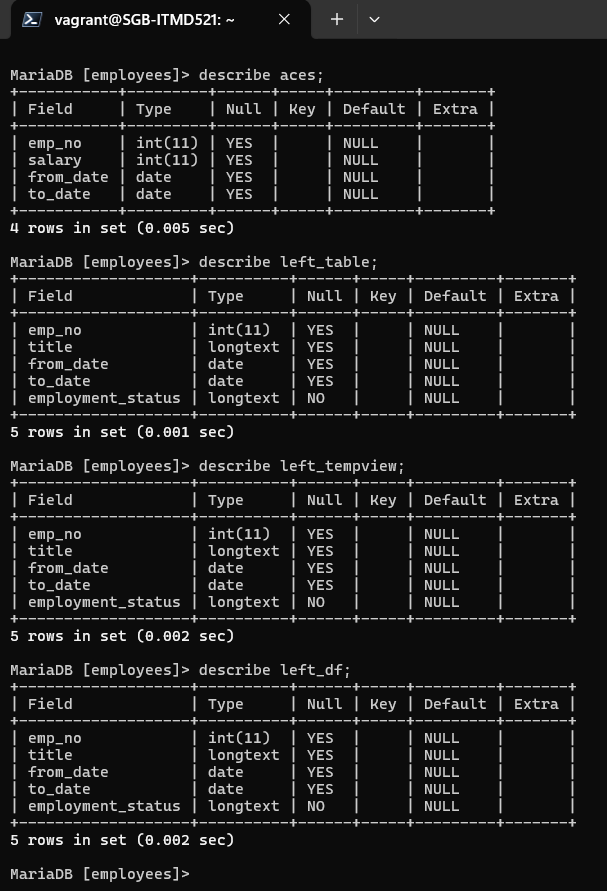 vagrant@SGB-ITMD521: ~
MariaDB [employees]> describe aces;
+-----------+---------+------+-----+---------+-------+
| Field     | Type    | Null | Key | Default | Extra |
+-----------+---------+------+-----+---------+-------+
| emp_no    | int(11) | YES  |     | NULL    |       |
| salary    | int(11) | YES  |     | NULL    |       |
| from_date | date    | YES  |     | NULL    |       |
| to_date   | date    | YES  |     | NULL    |       |
+-----------+---------+------+-----+---------+-------+
4 rows in set (0.005 sec)
MariaDB [employees]> describe left_table;
+-------------------+----------+------+-----+---------+-------+
| Field             | Type     | Null | Key | Default | Extra |
+-------------------+----------+------+-----+---------+-------+
| emp_no            | int(11)  | YES  |     | NULL    |       |
| title             | longtext | YES  |     | NULL    |       |
| from_date         | date     | YES  |     | NULL    |       |
| to_date           | date     | YES  |     | NULL    |       |
| employment_status | longtext | NO   |     | NULL    |       |
+-------------------+----------+------+-----+---------+-------+
5 rows in set (0.001 sec)
MariaDB [employees]> describe left_tempview;
+-------------------+----------+------+-----+---------+-------+
| Field             | Type     | Null | Key | Default | Extra |
+-------------------+----------+------+-----+---------+-------+
| emp_no            | int(11)  | YES  |     | NULL    |       |
| title             | longtext | YES  |     | NULL    |       |
| from_date         | date     | YES  |     | NULL    |       |
| to_date           | date     | YES  |     | NULL    |       |
| employment_status | longtext | NO   |     | NULL    |       |
+-------------------+----------+------+-----+---------+-------+
5 rows in set (0.002 sec)
MariaDB [employees]> describe left_df;
+-------------------+----------+------+-----+---------+-------+
| Field             | Type     | Null | Key | Default | Extra |
+-------------------+----------+------+-----+---------+-------+
| emp_no            | int(11)  | YES  |     | NULL    |       |
| title             | longtext | YES  |     | NULL    |       |
| from_date         | date     | YES  |     | NULL    |       |
| to_date           | date     | YES  |     | NULL    |       |
| employment_status | longtext | NO   |     | NULL    |       |
+-------------------+----------+------+-----+---------+-------+
5 rows in set (0.002 sec)
MariaDB [employees]>